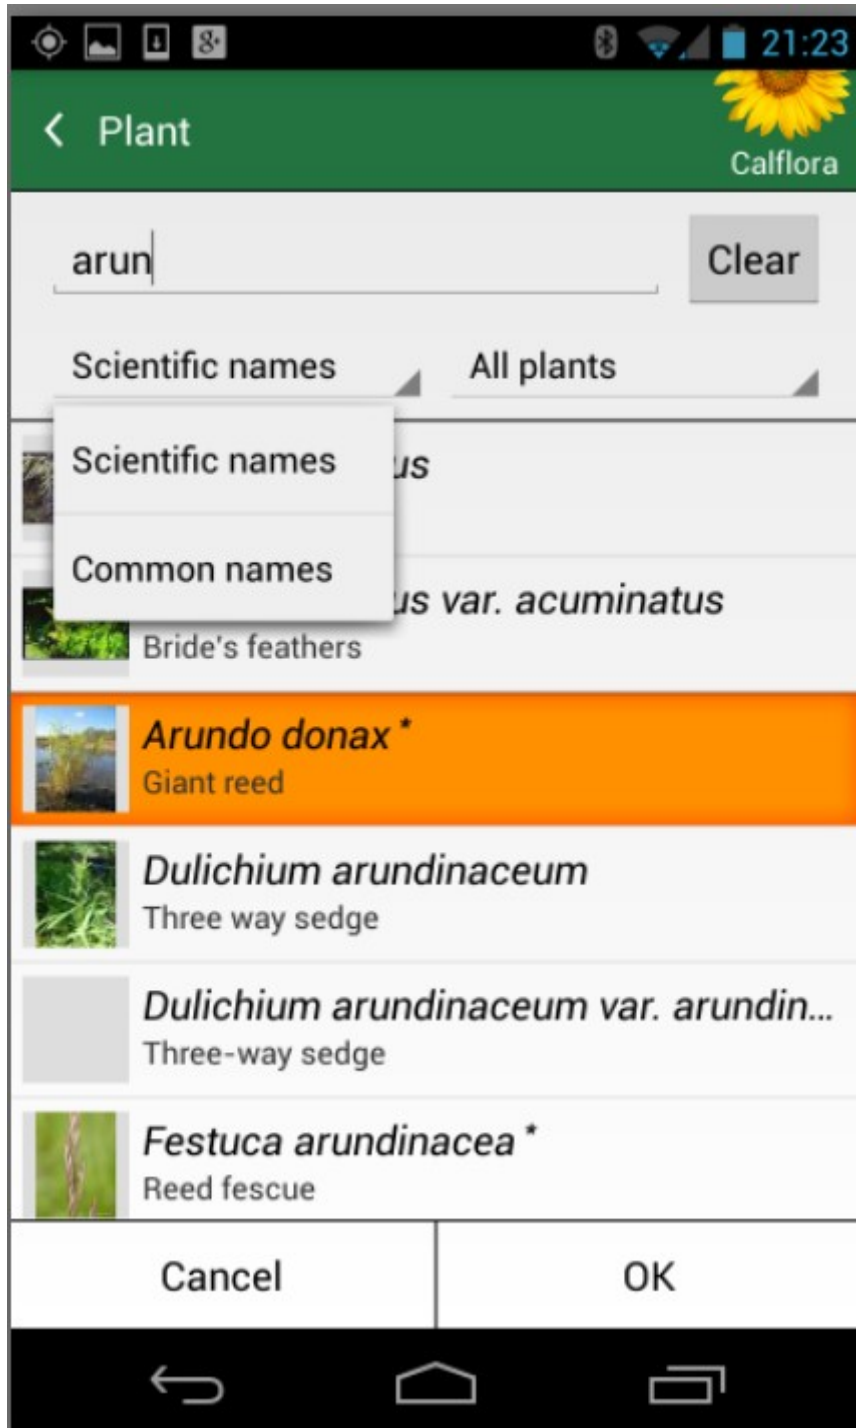 21:23
Plant
Calflora
arun
Clear
Scientific names
All plants
Scientific names
us
Common names
us var. acuminatus
Bride's feathers
Arundo donax*
Giant reed
Dulichium arundinaceum
Three way sedge
Dulichium arundinaceum var. arundin...
Three-way sedge
Festuca arundinacea*
Reed fescue
Cancel
OK